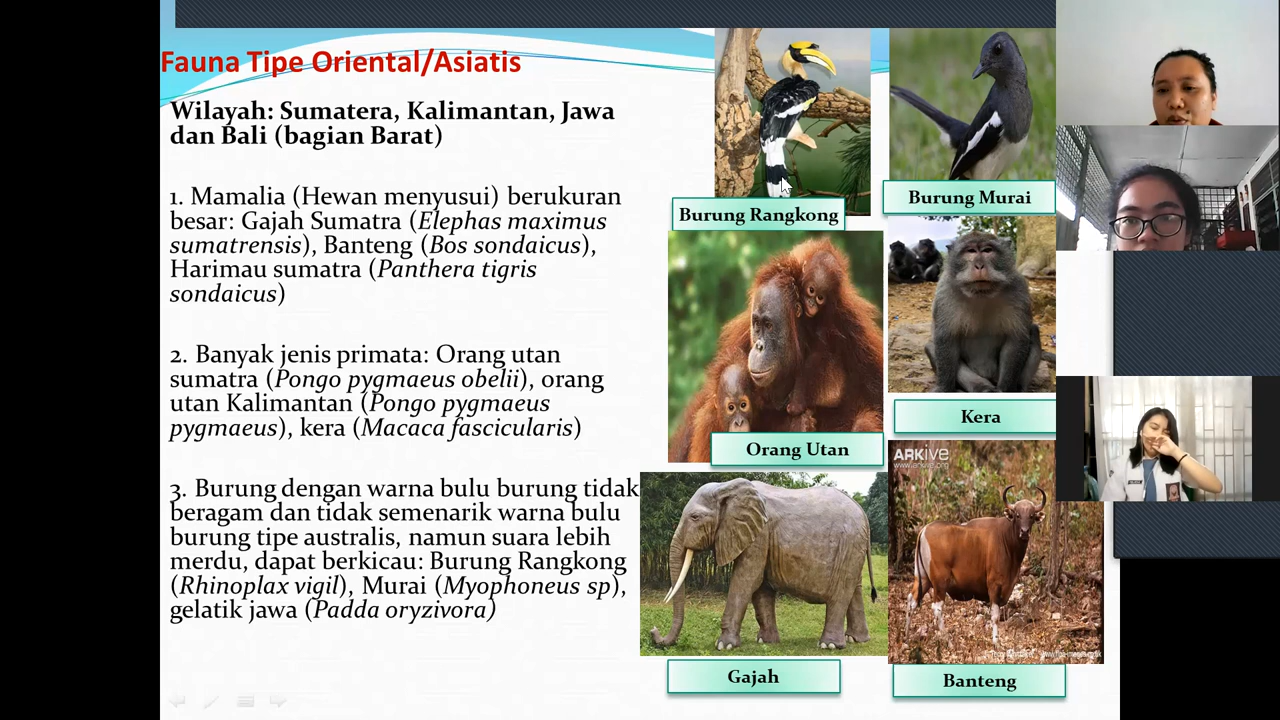 Fauna Tipe Oriental/Asiatis
Wilayah: Sumatera, Kalimantan, Jawa
dan Bali (bagian Barat)
1. Mamalia (Hewan menyusui) berukuran
besar: Gajah Sumatra (Elephas maximus
sumatrensis), Banteng (Bos sondaicus),
Harimau sumatra (Panthera tigris
sondaicus)
2. Banyak jenis primata: Orang utan
sumatra (Pongo pygmaeus obelii), orang
utan Kalimantan (Pongo pygmaeus
pygmaeus), kera (Macaca fascicularis)
3. Burung dengan warna bulu burung tidak
beragam dan tidak semenarik warna bulu
burung tipe australis, namun suara lebih
merdu, dapat berkicau: Burung Rangkong
(Rhinoplax vigil), Murai (Myophoneus sp),
gelatik jawa (Padda oryzivora)
Burung Rangkong
Burung Murai
Orang Utan
Kera
ARKIVE
www.arkive.org
Gajah
Banteng